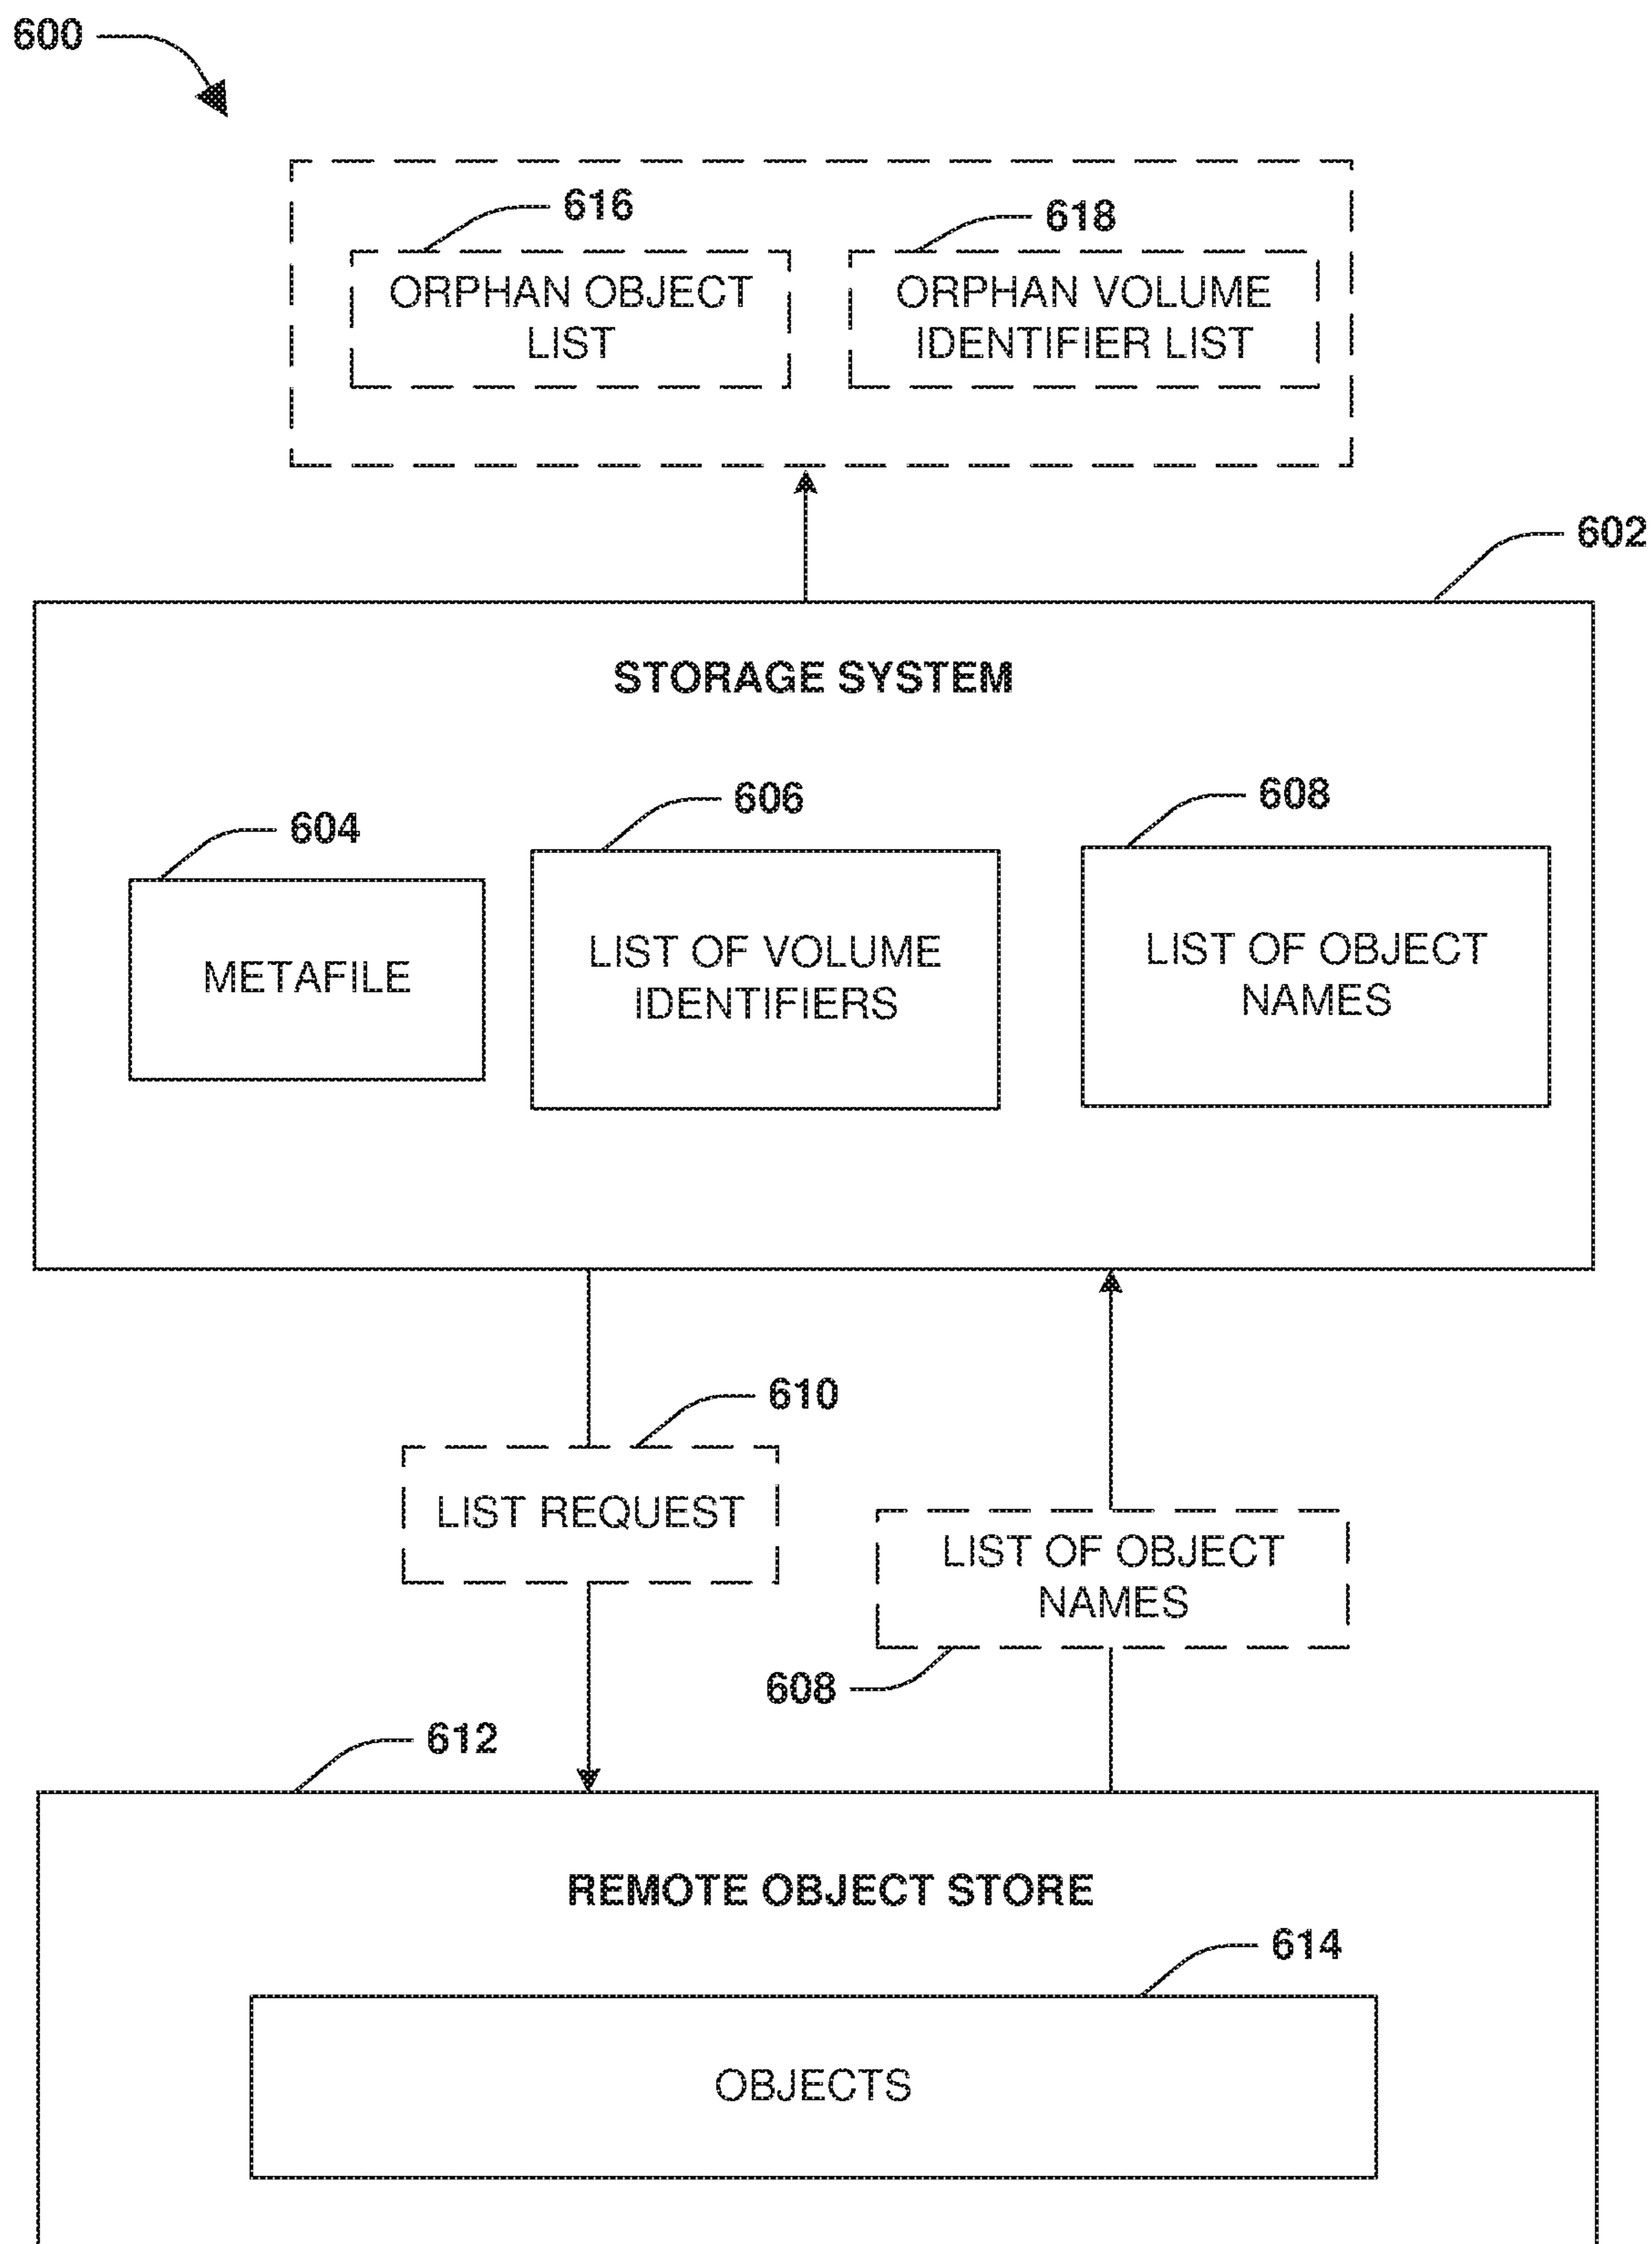 600
616
618
ORPHAN OBJECT
LIST
ORPHAN VOLUME
IDENTIFIER LIST
602
STORAGE SYSTEM
604
606
608
METAFILE
LIST OF VOLUME
IDENTIFIERS
LIST OF OBJECT
NAMES
610
LIST REQUEST
LIST OF OBJECT
NAMES
608
612
REMOTE OBJECT STORE
614
OBJECTS